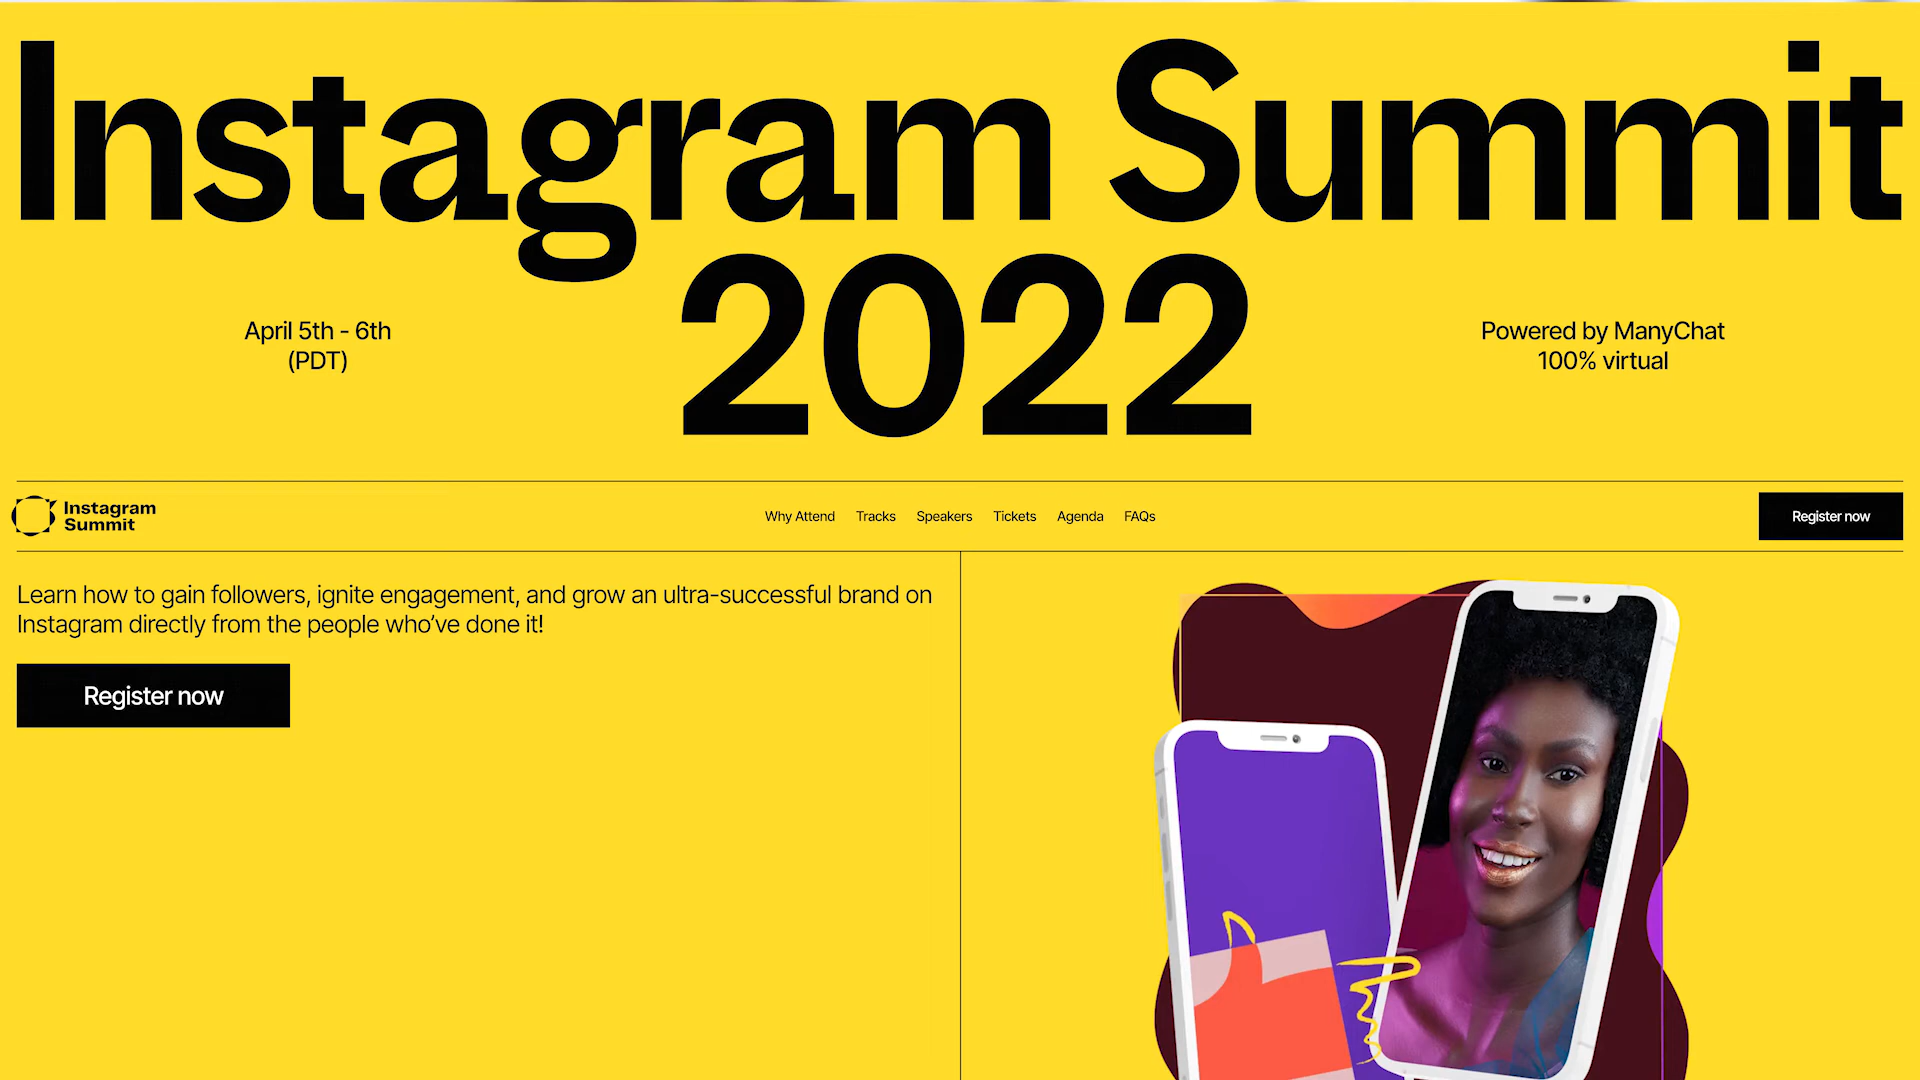 Instagram Summit
2022
April 5th - 6th
(PDT)
Powered by ManyChat
100% virtual
Instagram
Summit
Why Attend Tracks Speakers Tickets Agenda FAQs
Register now
Learn how to gain followers, ignite engagement, and grow an ultra-successful brand on
Instagram directly from the people who’ve done it!
Register now